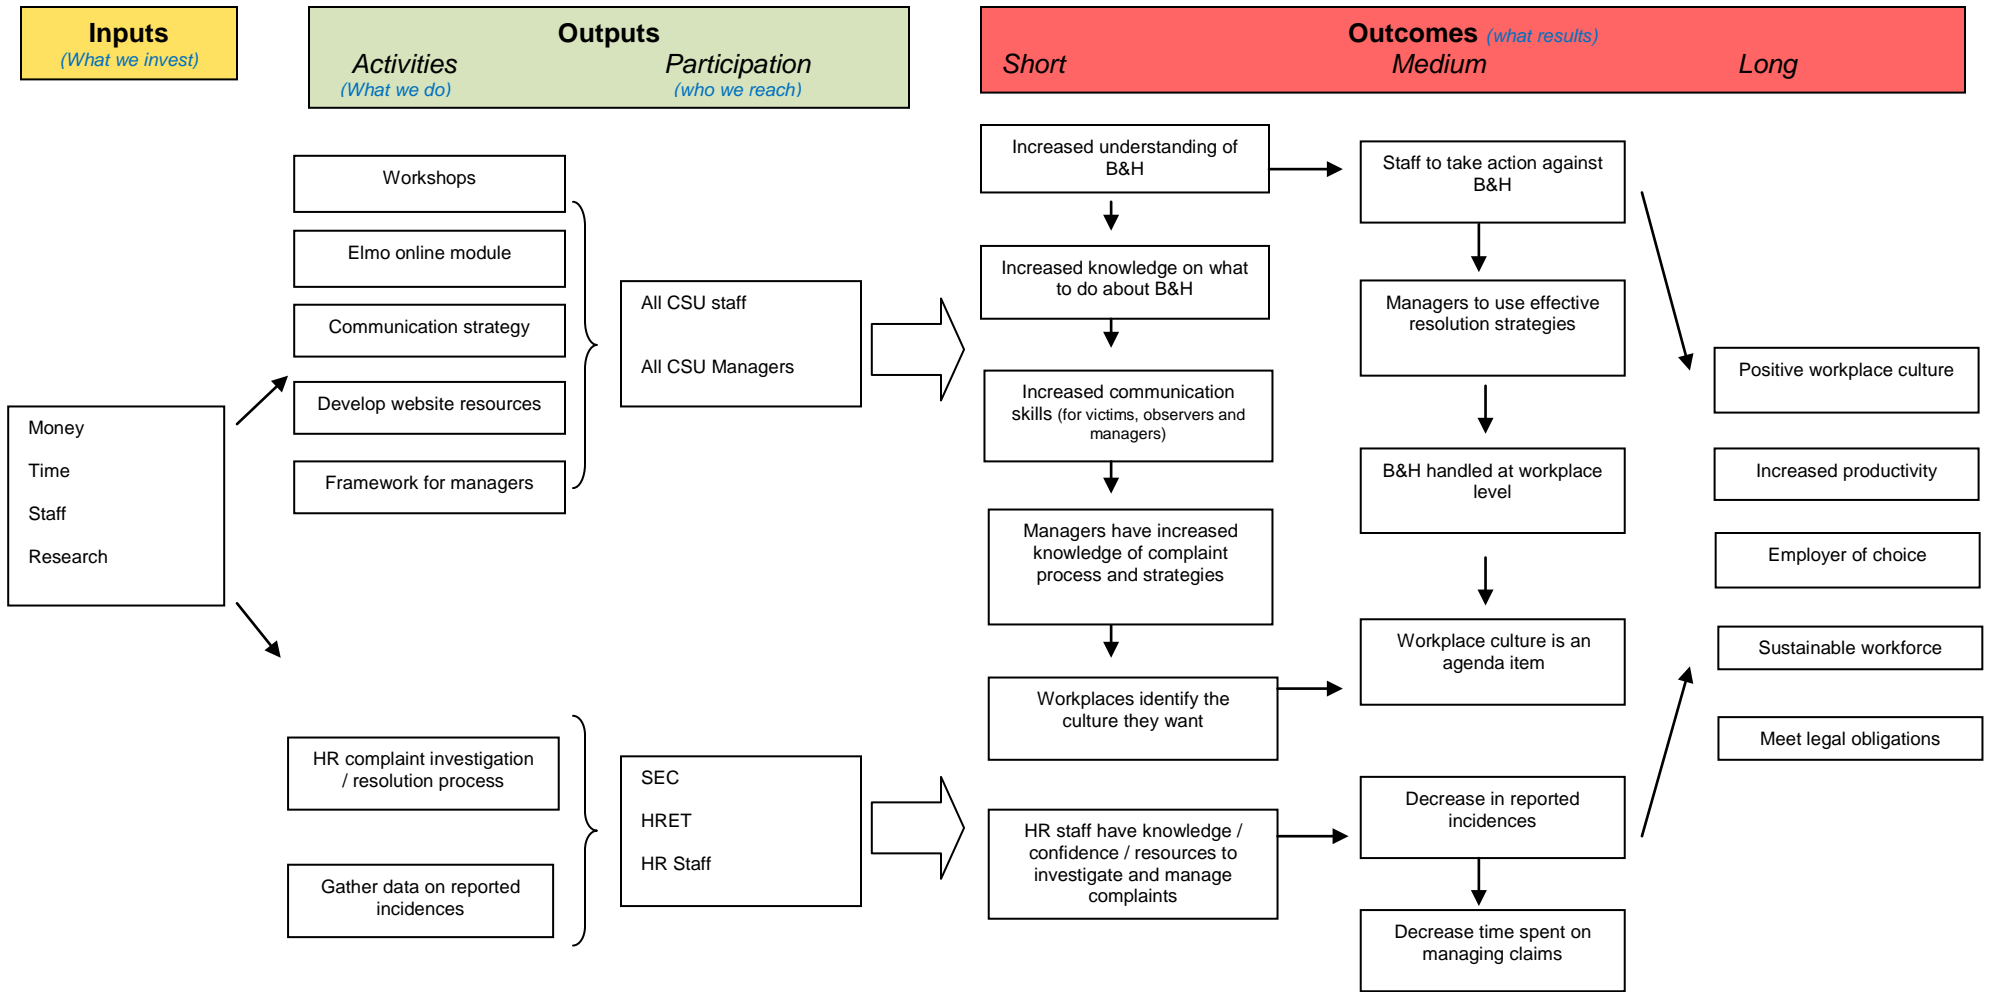 Inputs
(What we invest)
Outputs
Activities
Participation
(What we do)
(who we reach)
Outcomes (what results)
Short
Medium
Long
Money
Time
Staff
Research
Workshops
Elmo online module
Communication strategy
Develop website resources
Framework for managers
HR complaint investigation
/ resolution process
Gather data on reported
incidences
All CSU staff
All CSU Managers
SEC
HRET
HR Staff
Increased understanding of
B&H
Increased knowledge on what
to do about B&H
Increased communication
skills (for victims, observers and
managers)
Managers have increased
knowledge of complaint
process and strategies
Workplaces identify the
culture they want
HR staff have knowledge /
confidence / resources to
investigate and manage
complaints
Staff to take action against
B&H
Managers to use effective
resolution strategies
B&H handled at workplace
level
Workplace culture is an
agenda item
Decrease in reported
incidences
Decrease time spent on
managing claims
Positive workplace culture
Increased productivity
Employer of choice
Sustainable workforce
Meet legal obligations